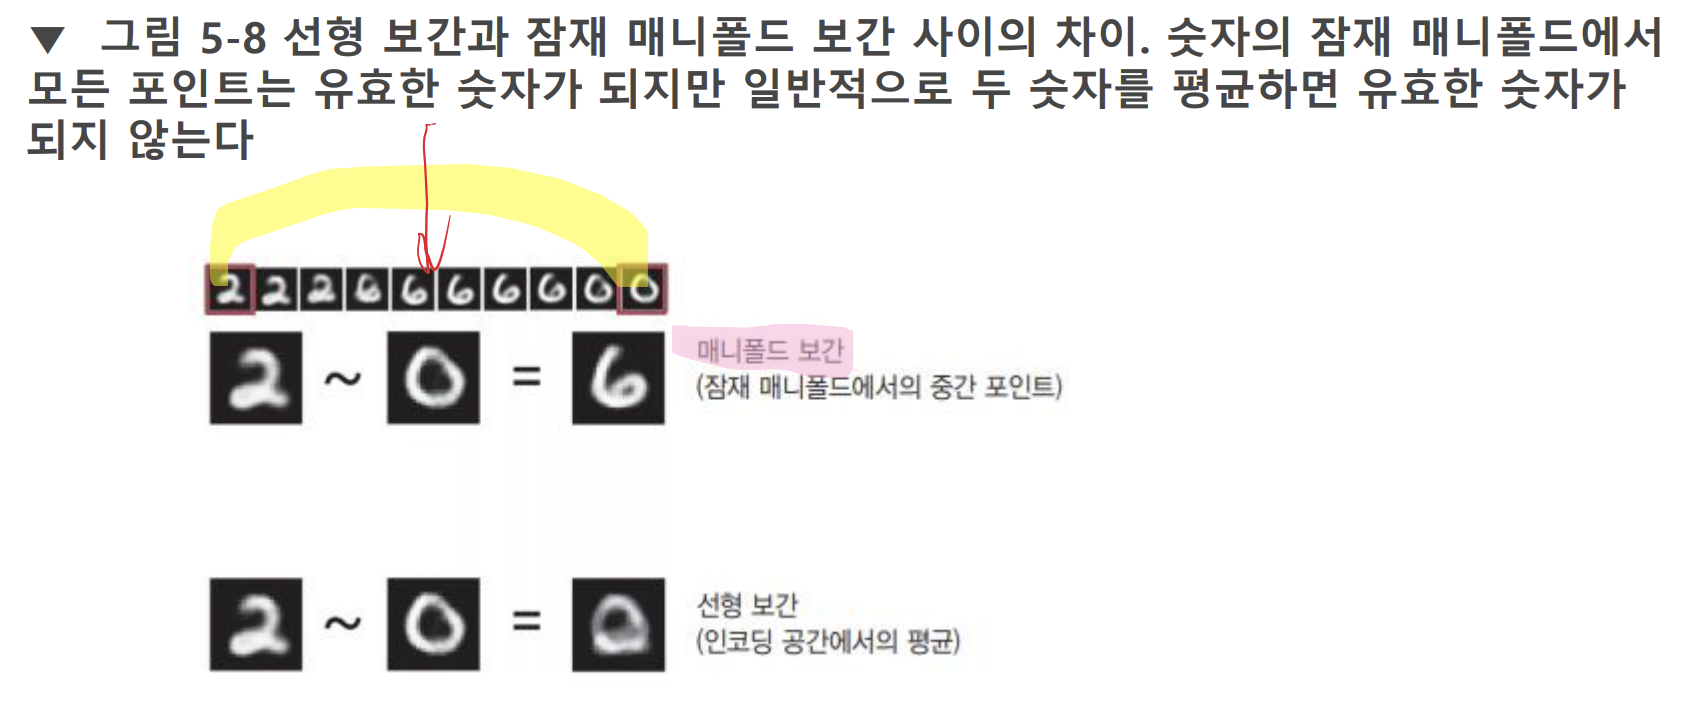 ▼ 그림 5-8 선형 보간과 잠재 매니폴드 보간 사이의 차이. 숫자의 잠재 매니폴드에서
모든 포인트는 유효한 숫자가 되지만 일반적으로 두 숫자를 평균하면 유효한 숫자가
되지 않는다
2 2 2 6 6 6 6 6 0 0
2 ~ 0 = 6 매니폴드 보간
(잠재 매니폴드에서의 중간 포인트)
2 ~ 0 = 선형 보간
(인코딩 공간에서의 평균)